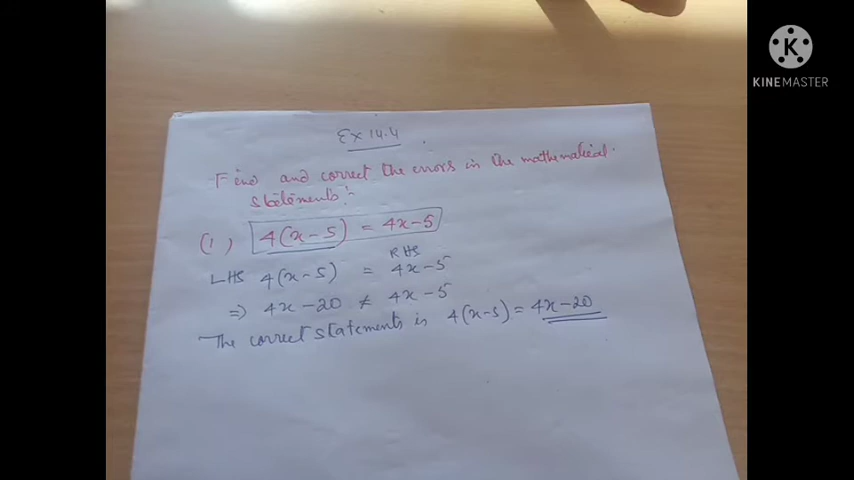 Ex 14.4
Find and correct the errors in the mathematical
statements:-
(1) 4(x-5) = 4x-5
RHS
LHS 4(x-5) = 4x-5
⇒ 4x-20 ≠ 4x-5
The correct statements is 4(x-5) = 4x-20
K
KINEMASTER